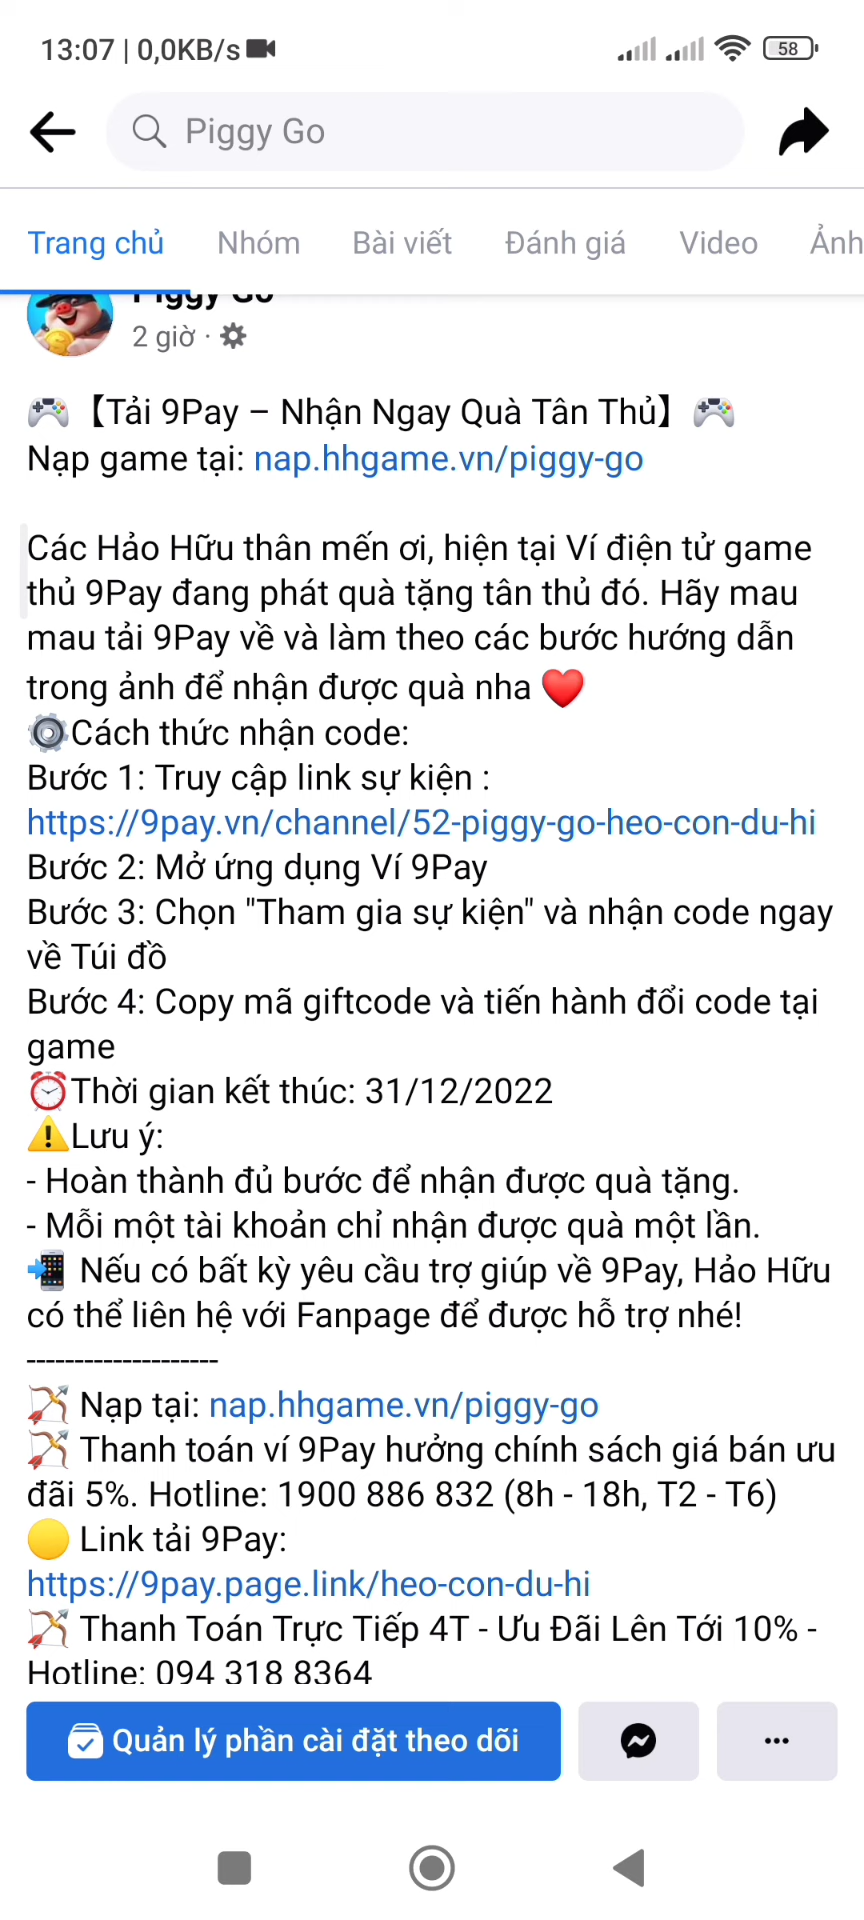 13:07 | 0,0KB/s
58
Piggy Go
Trang chủ Nhóm Bài viết Đánh giá Video Ảnh
Piggy Go
2 giờ ·
🎮【Tải 9Pay – Nhận Ngay Quà Tân Thủ】🎮
Nạp game tại: nap.hhgame.vn/piggy-go
Các Hảo Hữu thân mến ơi, hiện tại Ví điện tử game
thủ 9Pay đang phát quà tặng tân thủ đó. Hãy mau
mau tải 9Pay về và làm theo các bước hướng dẫn
trong ảnh để nhận được quà nha ❤️
⚙️Cách thức nhận code:
Bước 1: Truy cập link sự kiện :
https://9pay.vn/channel/52-piggy-go-heo-con-du-hi
Bước 2: Mở ứng dụng Ví 9Pay
Bước 3: Chọn "Tham gia sự kiện" và nhận code ngay
về Túi đồ
Bước 4: Copy mã giftcode và tiến hành đổi code tại
game
⏰Thời gian kết thúc: 31/12/2022
⚠️Lưu ý:
- Hoàn thành đủ bước để nhận được quà tặng.
- Mỗi một tài khoản chỉ nhận được quà một lần.
📲 Nếu có bất kỳ yêu cầu trợ giúp về 9Pay, Hảo Hữu
có thể liên hệ với Fanpage để được hỗ trợ nhé!
--------------------
🏹 Nạp tại: nap.hhgame.vn/piggy-go
🏹 Thanh toán ví 9Pay hưởng chính sách giá bán ưu
đãi 5%. Hotline: 1900 886 832 (8h - 18h, T2 - T6)
🟡 Link tải 9Pay:
https://9pay.page.link/heo-con-du-hi
🏹 Thanh Toán Trực Tiếp 4T - Ưu Đãi Lên Tới 10% -
Hotline: 094 318 8364
Quản lý phần cài đặt theo dõi